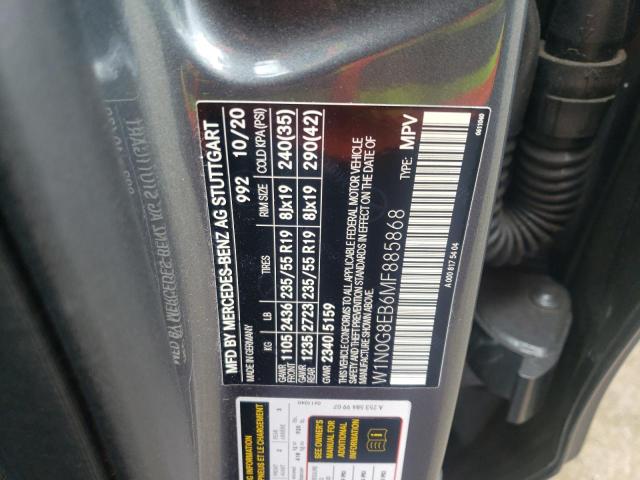 MFD BY MERCEDES-BENZ AG STUTTGART
MADE IN GERMANY 992 10/20
KG LB TIRES RIM SIZE COLD KPA(PSI)
GAWR FRONT 1105 2436 235/55 R19 8Jx19 240(35)
GAWR REAR 1235 2723 235/55 R19 8Jx19 290(42)
GVWR 2340 5159
THIS VEHICLE CONFORMS TO ALL APPLICABLE FEDERAL MOTOR VEHICLE
SAFETY AND THEFT PREVENTION STANDARDS IN EFFECT ON THE DATE OF
MANUFACTURE SHOWN ABOVE.
W1N0G8EB6MF885868 TYPE: MPV
A 000 817 54 04
SEE OWNER'S
MANUAL FOR
ADDITIONAL
INFORMATION